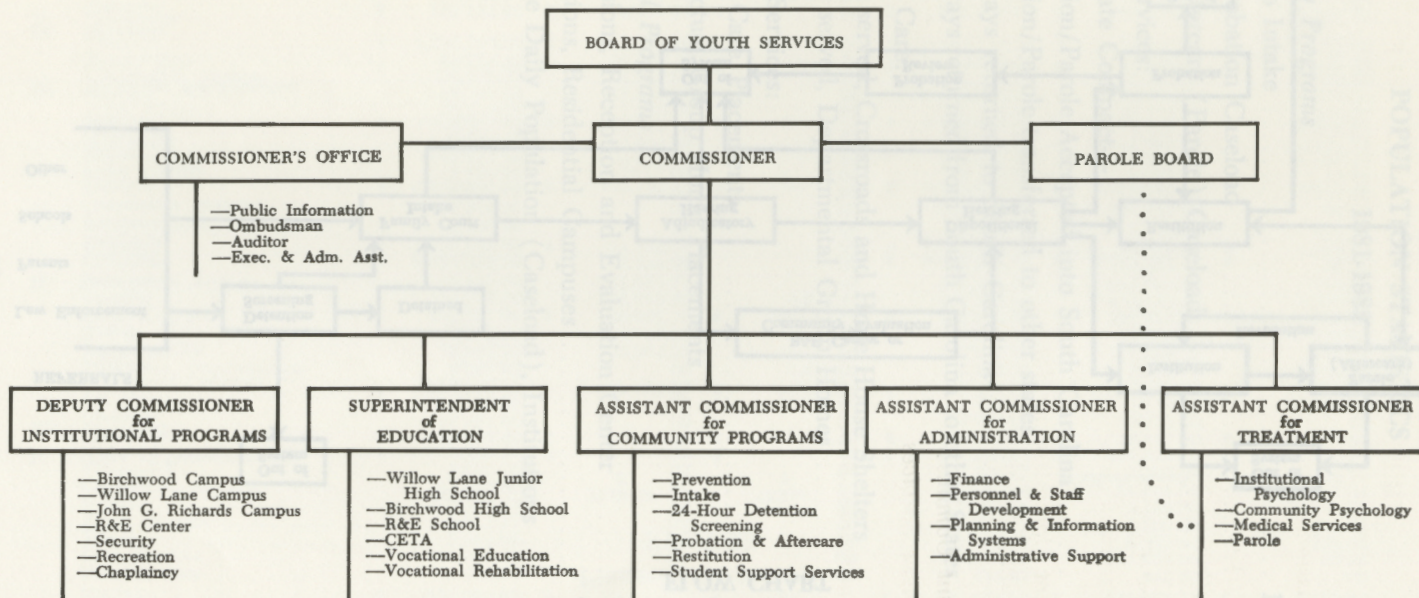 BOARD OF YOUTH SERVICES
COMMISSIONER'S OFFICE
COMMISSIONER
PAROLE BOARD
—Public Information
—Ombudsman
—Auditor
—Exec. & Adm. Asst.
DEPUTY COMMISSIONER
for
INSTITUTIONAL PROGRAMS
—Birchwood Campus
—Willow Lane Campus
—John G. Richards Campus
—R&E Center
—Security
—Recreation
—Chaplaincy
SUPERINTENDENT
of
EDUCATION
—Willow Lane Junior
High School
—Birchwood High School
—R&E School
—CETA
—Vocational Education
—Vocational Rehabilitation
ASSISTANT COMMISSIONER
for
COMMUNITY PROGRAMS
—Prevention
—Intake
—24-Hour Detention
Screening
—Probation & Aftercare
—Restitution
—Student Support Services
ASSISTANT COMMISSIONER
for
ADMINISTRATION
—Finance
—Personnel & Staff
Development
—Planning & Information
Systems
—Administrative Support
ASSISTANT COMMISSIONER
for
TREATMENT
—Institutional
Psychology
—Community Psychology
—Medical Services
—Parole